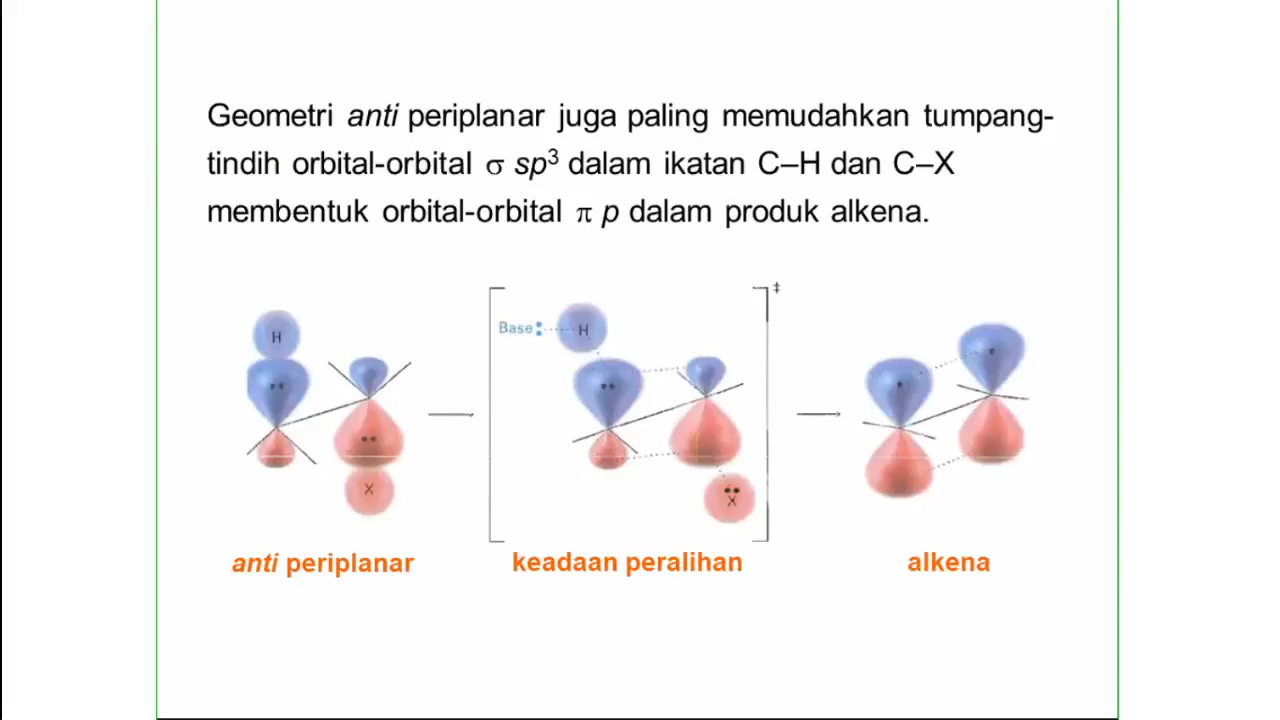 Geometri anti periplanar juga paling memudahkan tumpang-
tindih orbital-orbital σ sp³ dalam ikatan C–H dan C–X
membentuk orbital-orbital π p dalam produk alkena.
H
X
Base:
H
X
‡
anti periplanar
keadaan peralihan
alkena